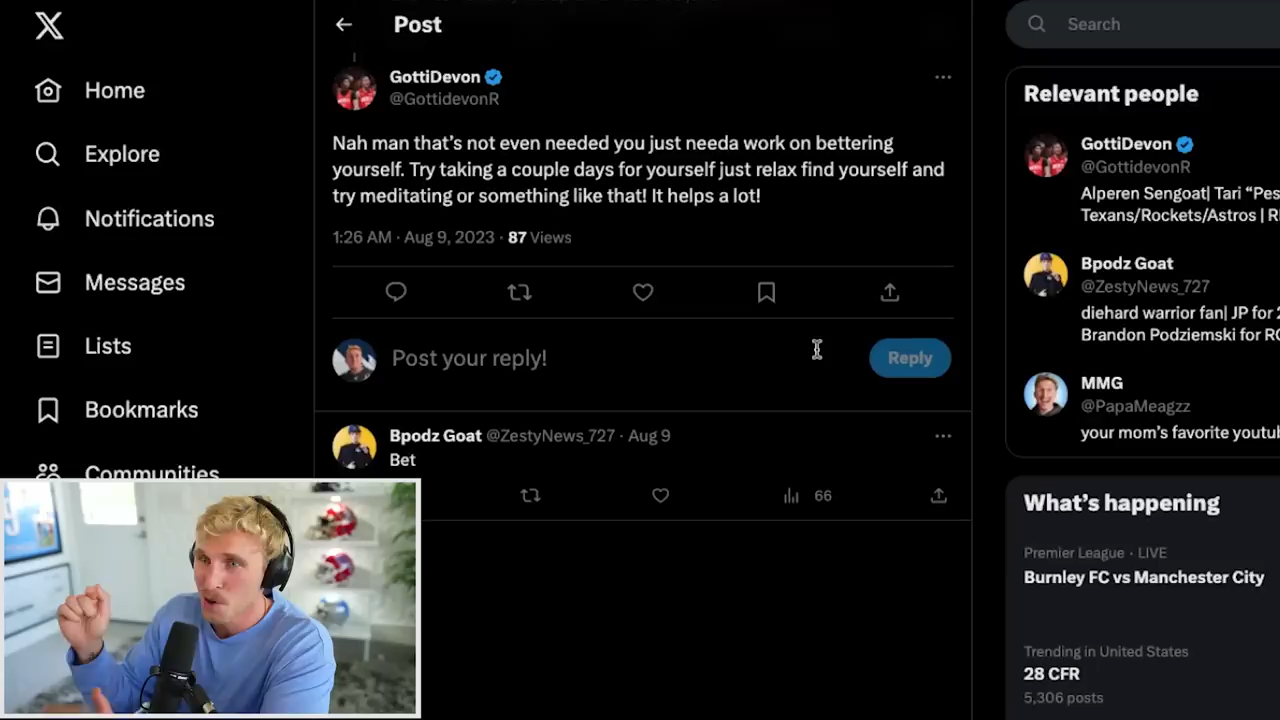 Post
Search
Home
Explore
Notifications
Messages
Lists
Bookmarks
Communities
GottiDevon
@GottidevonR
Nah man that's not even needed you just needa work on bettering
yourself. Try taking a couple days for yourself just relax find yourself and
try meditating or something like that! It helps a lot!
1:26 AM · Aug 9, 2023 · 87 Views
Post your reply!
Reply
Bpodz Goat @ZestyNews_727 · Aug 9
Bet
66
Relevant people
GottiDevon
@GottidevonR
Alperen Sengoat| Tari “Pes
Texans/Rockets/Astros | R
Bpodz Goat
@ZestyNews_727
diehard warrior fan| JP for 2
Brandon Podziemski for RO
MMG
@PapaMeagzz
your mom's favorite youtub
What's happening
Premier League · LIVE
Burnley FC vs Manchester City
Trending in United States
28 CFR
5,306 posts